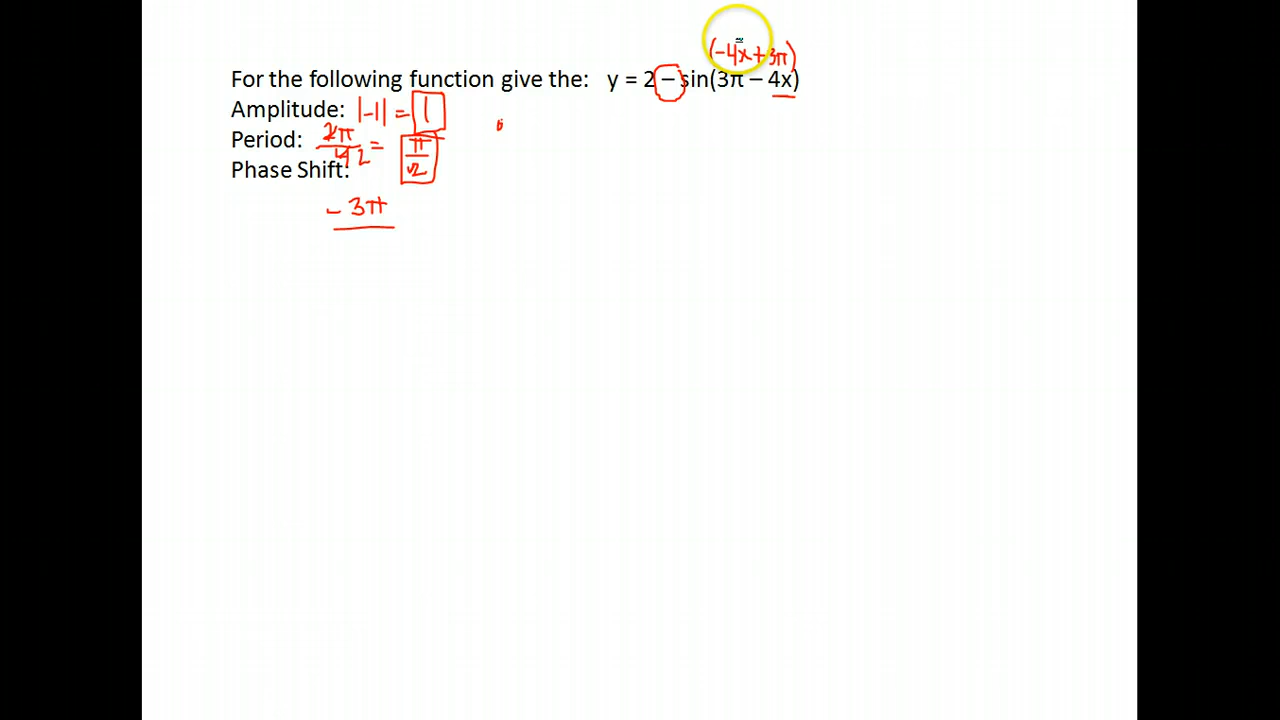 (-4x+3π)
For the following function give the: y = 2 – sin(3π – 4x)
Amplitude: |-1| = 1
Period: 2π/4 2 = π/2
Phase Shift:
- 3π